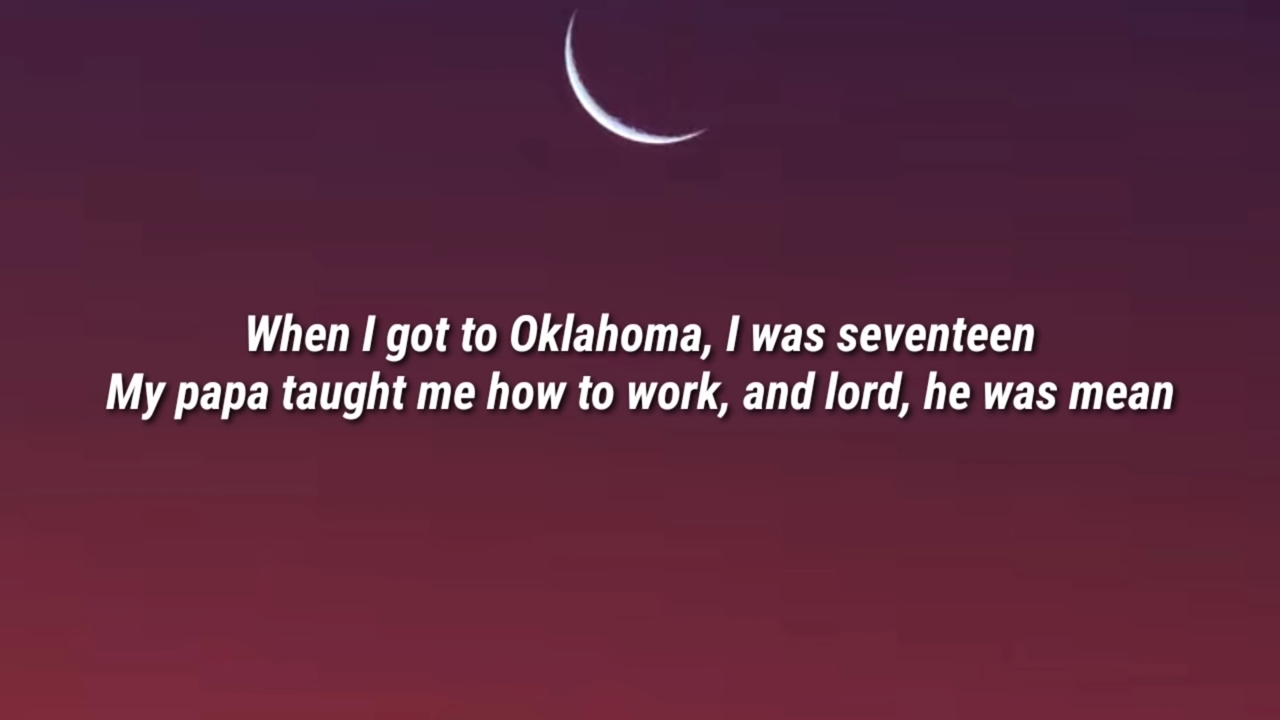 When I got to Oklahoma, I was seventeen
My papa taught me how to work, and lord, he was mean